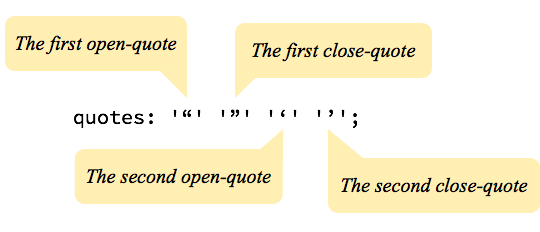 The first open-quote
The first close-quote
quotes: '“' '”' '‘' '’';
The second open-quote
The second close-quote